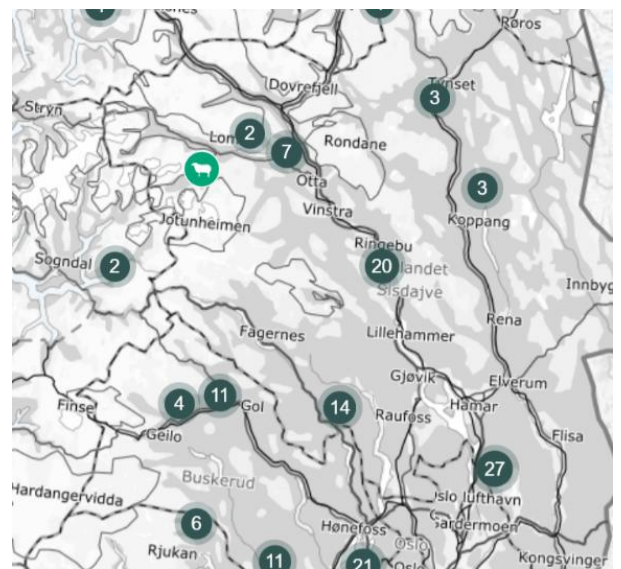 Røros
Dovrefjell
Tynset
3
Stryn
Lom
2
7
Rondane
Otta
3
Vinstra
Jotunheimen
Koppang
Ringebu
Sogndal
2
20
landet
Innbyg
Rena
Fagernes
Lillehammer
Gjøvik
Elverum
4
11
Gol
14
Hamar
Finse
Raufoss
Geilo
Flisa
27
Buskerud
Hardangervidda
slo lufthavn
6
Hønefoss
Gardermoen
Oslo
Rjukan
11
21
Oslo
Kongsvinger